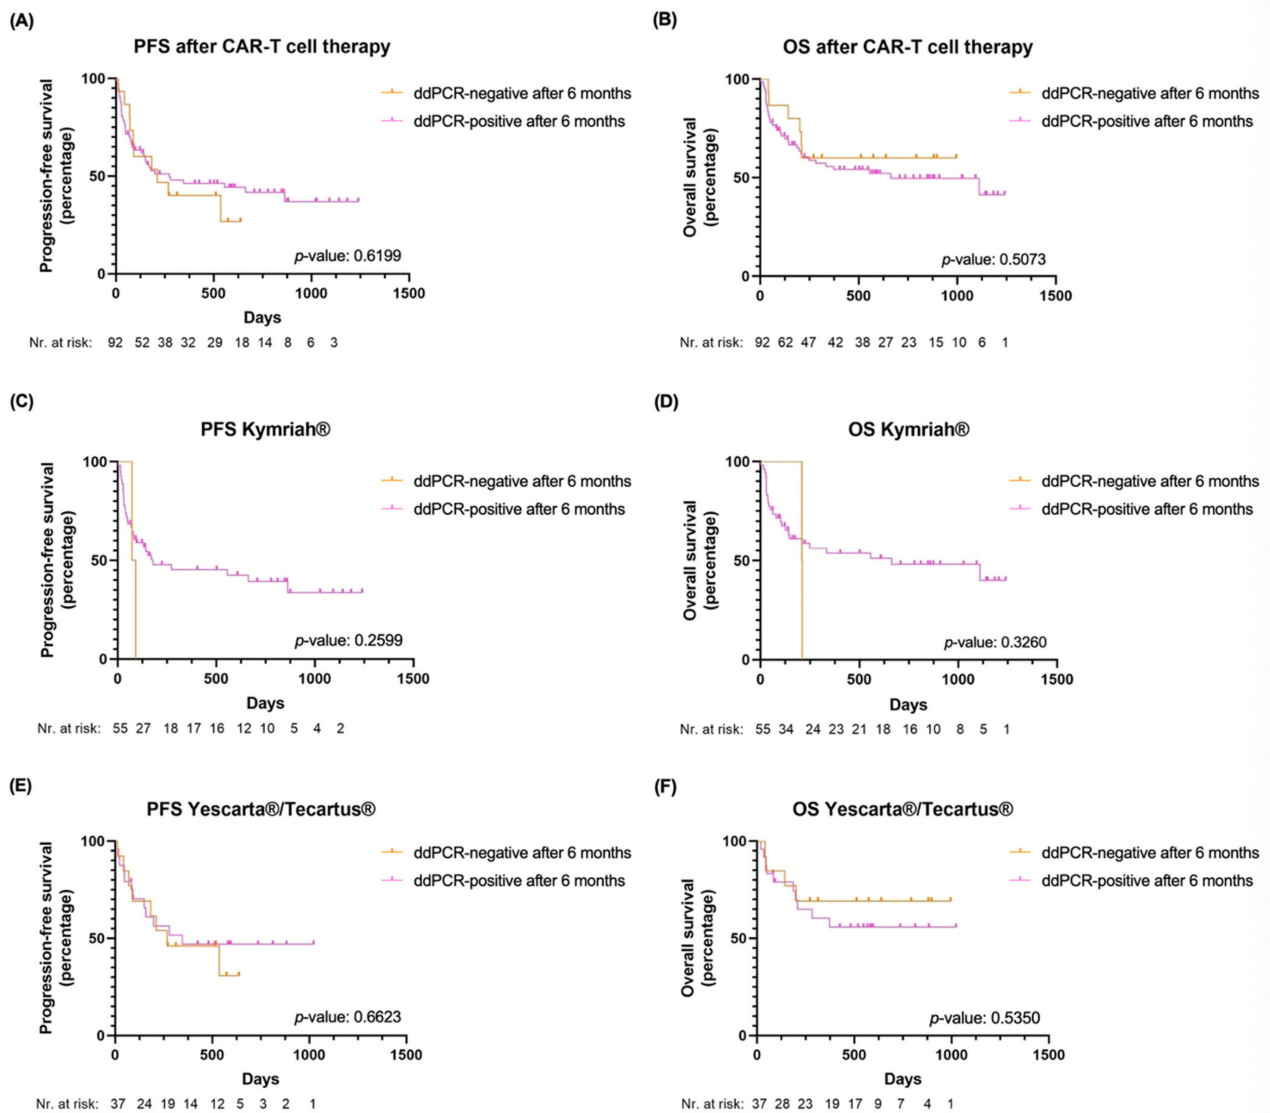 (A)
PFS after CAR-T cell therapy
Progression-free survival
(percentage)
100
50
0
ddPCR-negative after 6 months
ddPCR-positive after 6 months
p-value: 0.6199
0 500 1000 1500
Days
Nr. at risk: 92 52 38 32 29 18 14 8 6 3
(B)
OS after CAR-T cell therapy
Overall survival
(percentage)
100
50
0
ddPCR-negative after 6 months
ddPCR-positive after 6 months
p-value: 0.5073
0 500 1000 1500
Days
Nr. at risk: 92 62 47 42 38 27 23 15 10 6 1
(C)
PFS Kymriah®
Progression-free survival
(percentage)
100
50
0
ddPCR-negative after 6 months
ddPCR-positive after 6 months
p-value: 0.2599
0 500 1000 1500
Days
Nr. at risk: 55 27 18 17 16 12 10 5 4 2
(D)
OS Kymriah®
Overall survival
(percentage)
100
50
0
ddPCR-negative after 6 months
ddPCR-positive after 6 months
p-value: 0.3260
0 500 1000 1500
Days
Nr. at risk: 55 34 24 23 21 18 16 10 8 5 1
(E)
PFS Yescarta®/Tecartus®
Progression-free survival
(percentage)
100
50
0
ddPCR-negative after 6 months
ddPCR-positive after 6 months
p-value: 0.6623
0 500 1000 1500
Days
Nr. at risk: 37 24 19 14 12 5 3 2 1
(F)
OS Yescarta®/Tecartus®
Overall survival
(percentage)
100
50
0
ddPCR-negative after 6 months
ddPCR-positive after 6 months
p-value: 0.5350
0 500 1000 1500
Days
Nr. at risk: 37 28 23 19 17 9 7 4 1